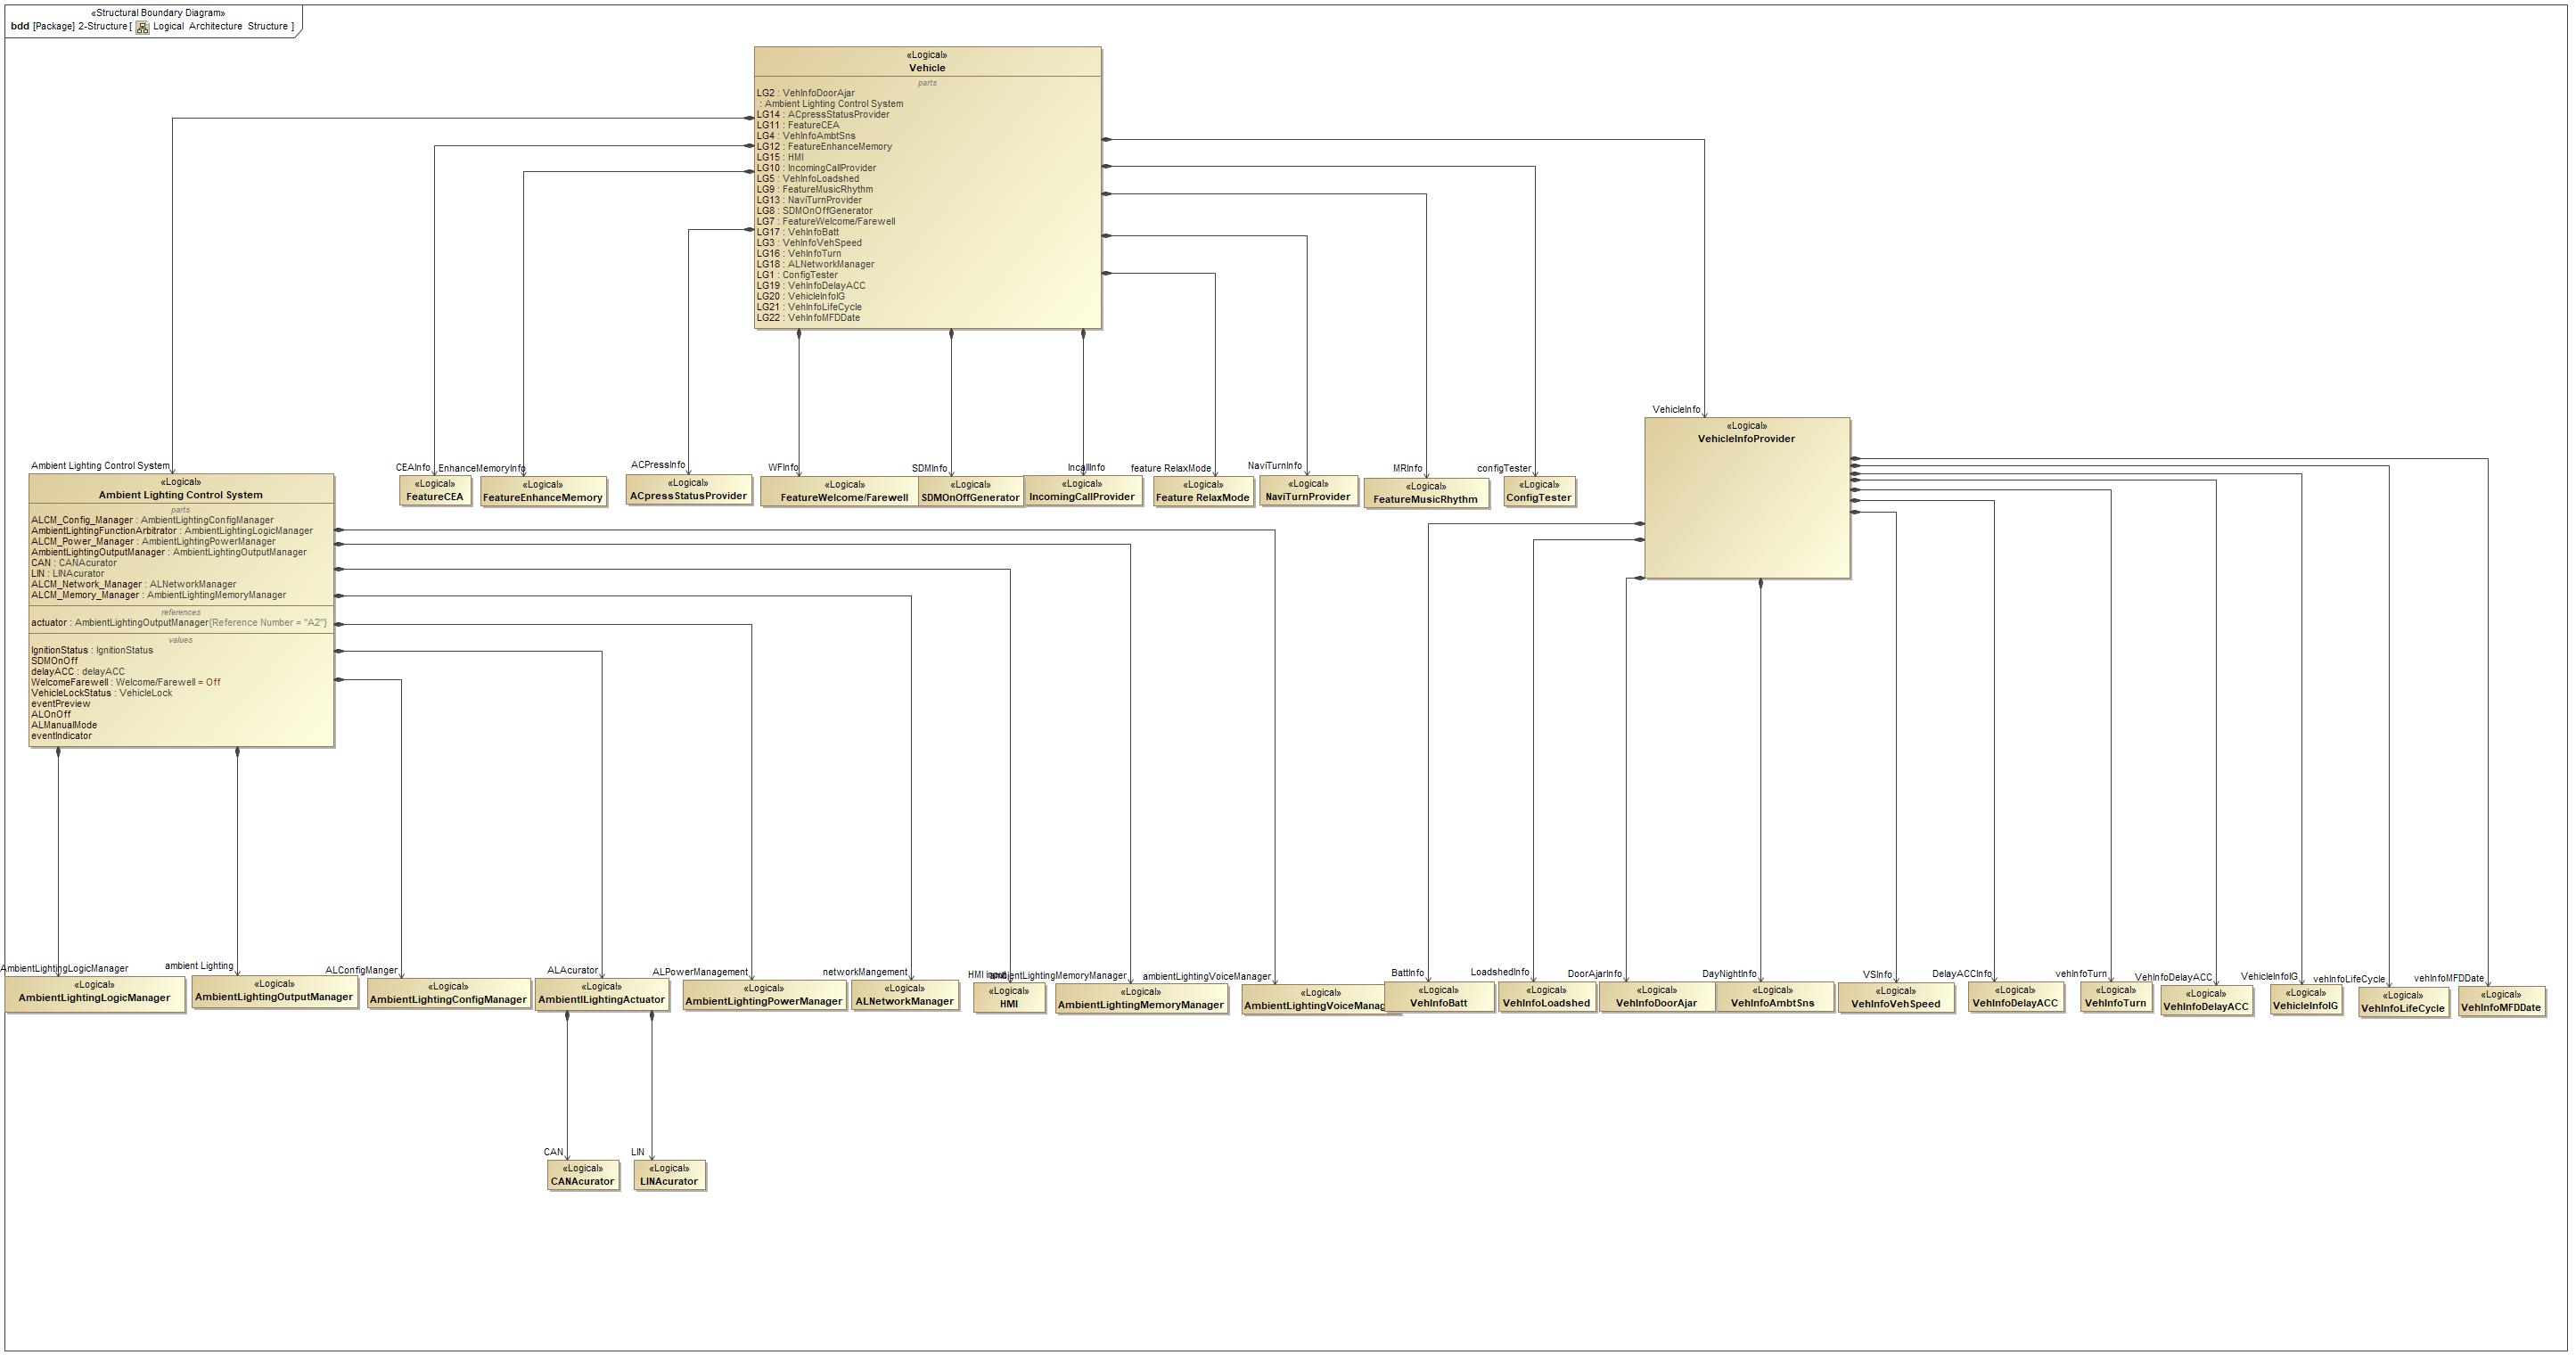 «Structural Boundary Diagram»
bdd [Package] 2-Structure [ Logical Architecture Structure ]
«Logical»
Vehicle
parts
LG2 : VehInfoDoorAjar
: Ambient Lighting Control System
LG14 : ACpressStatusProvider
LG11 : FeatureCEA
LG4 : VehInfoAmbtSns
LG12 : FeatureEnhanceMemory
LG15 : HMI
LG10 : IncomingCallProvider
LG5 : VehInfoLoadshed
LG9 : FeatureMusicRhythm
LG13 : NaviTurnProvider
LG8 : SDMOnOffGenerator
LG7 : FeatureWelcome/Farewell
LG17 : VehInfoBatt
LG3 : VehInfoVehSpeed
LG16 : VehInfoTurn
LG18 : ALNetworkManager
LG1 : ConfigTester
LG19 : VehInfoDelayACC
LG20 : VehicleInfoIG
LG21 : VehInfoLifeCycle
LG22 : VehInfoMFDDate
VehicleInfo
«Logical»
VehicleInfoProvider
Ambient Lighting Control System
«Logical»
Ambient Lighting Control System
parts
ALCM_Config_Manager : AmbientLightingConfigManager
AmbientLightingFunctionArbitrator : AmbientLightingLogicManager
ALCM_Power_Manager : AmbientLightingPowerManager
AmbientLightingOutputManager : AmbientLightingOutputManager
CAN : CANAcurator
LIN : LINAcurator
ALCM_Network_Manager : ALNetworkManager
ALCM_Memory_Manager : AmbientLightingMemoryManager
references
actuator : AmbientLightingOutputManager{Reference Number = "A2"}
values
IgnitionStatus : IgnitionStatus
SDMOnOff
delayACC : delayACC
WelcomeFarewell : Welcome/Farewell = Off
VehicleLockStatus : VehicleLock
eventPreview
ALOnOff
ALManualMode
eventIndicator
CEAInfo
«Logical»
FeatureCEA
EnhanceMemoryInfo
«Logical»
FeatureEnhanceMemory
ACPressInfo
«Logical»
ACpressStatusProvider
WFInfo
«Logical»
FeatureWelcome/Farewell
SDMInfo
«Logical»
SDMOnOffGenerator
IncallInfo
«Logical»
IncomingCallProvider
feature RelaxMode
«Logical»
Feature RelaxMode
NaviTurnInfo
«Logical»
NaviTurnProvider
MRInfo
«Logical»
FeatureMusicRhythm
configTester
«Logical»
ConfigTester
AmbientLightingLogicManager
«Logical»
AmbientLightingLogicManager
ambient Lighting
«Logical»
AmbientLightingOutputManager
ALConfigManger
«Logical»
AmbientLightingConfigManager
ALAcurator
«Logical»
AmbientlLightingActuator
ALPowerManagement
«Logical»
AmbientLightingPowerManager
networkMangement
«Logical»
ALNetworkManager
HMI input
«Logical»
HMI
ambientLightingMemoryManager
«Logical»
AmbientLightingMemoryManager
ambientLightingVoiceManager
«Logical»
AmbientLightingVoiceManag
BattInfo
«Logical»
VehInfoBatt
LoadshedInfo
«Logical»
VehInfoLoadshed
DoorAjarInfo
«Logical»
VehInfoDoorAjar
DayNightInfo
«Logical»
VehInfoAmbtSns
VSInfo
«Logical»
VehInfoVehSpeed
DelayACCInfo
«Logical»
VehInfoDelayACC
vehInfoTurn
«Logical»
VehInfoTurn
VehInfoDelayACC
«Logical»
VehInfoDelayACC
VehicleInfoIG
«Logical»
VehicleInfoIG
vehInfoLifeCycle
«Logical»
VehInfoLifeCycle
vehInfoMFDDate
«Logical»
VehInfoMFDDate
CAN
«Logical»
CANAcurator
LIN
«Logical»
LINAcurator